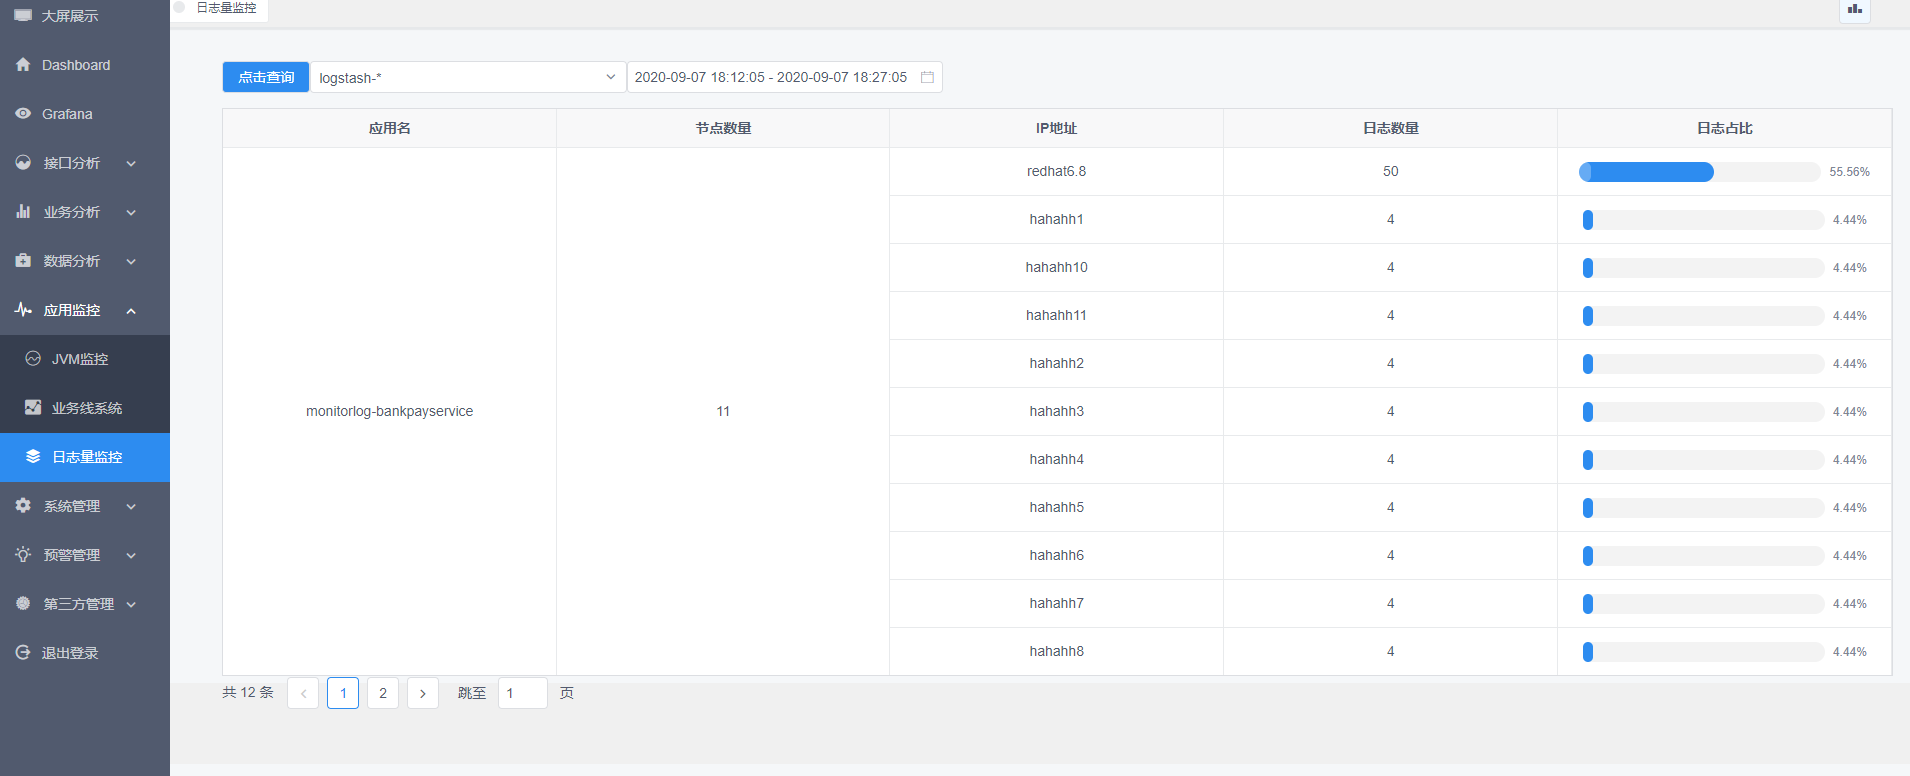 大屏展示
Dashboard
Grafana
接口分析
业务分析
数据分析
应用监控
JVM监控
业务线系统
日志量监控
系统管理
预警管理
第三方管理
退出登录
日志量监控
点击查询 logstash-* 2020-09-07 18:12:05 - 2020-09-07 18:27:05
应用名 节点数量 IP地址 日志数量 日志占比
redhat6.8 50 55.56%
hahahh1 4 4.44%
hahahh10 4 4.44%
hahahh11 4 4.44%
hahahh2 4 4.44%
monitorlog-bankpayservice 11 hahahh3 4 4.44%
hahahh4 4 4.44%
hahahh5 4 4.44%
hahahh6 4 4.44%
hahahh7 4 4.44%
hahahh8 4 4.44%
共 12 条 1 2 跳至 1 页